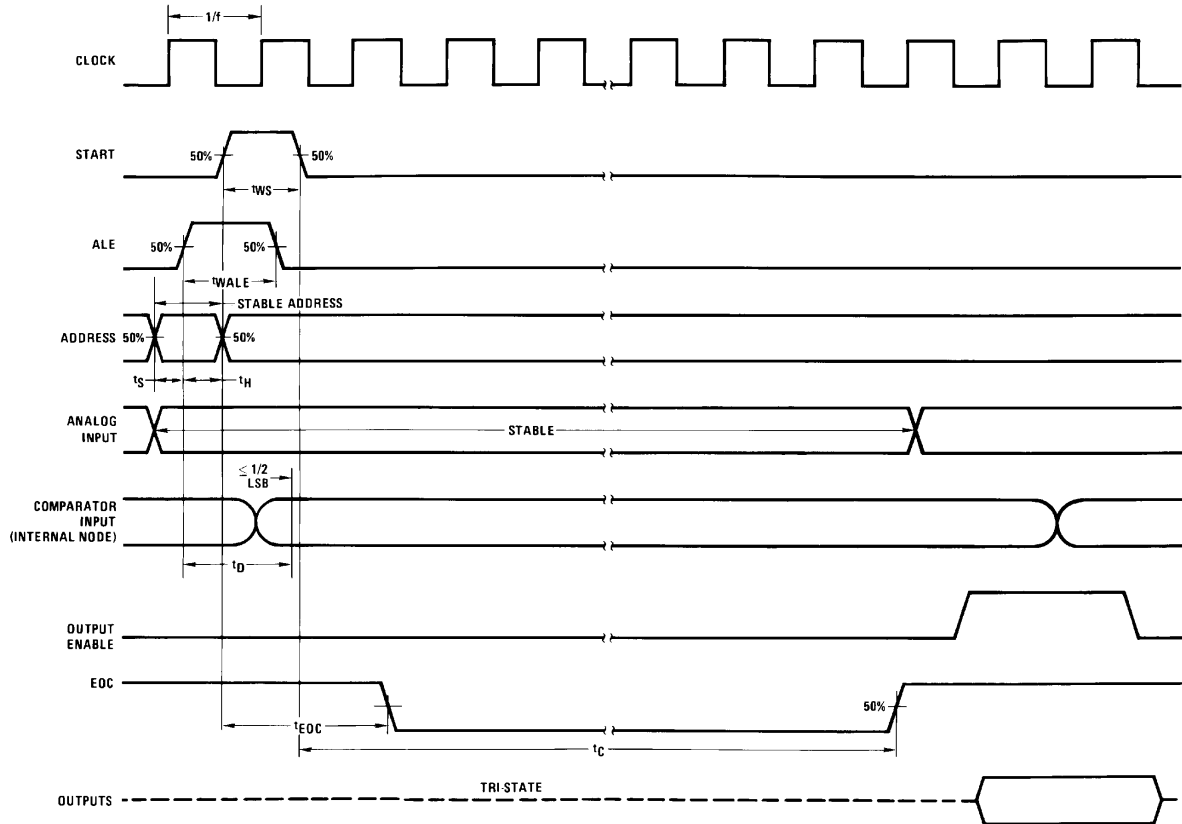 1/f
CLOCK
START
50%
50%
tWS
ALE
50%
50%
tWALE
STABLE ADDRESS
ADDRESS
50%
50%
tS
tH
ANALOG
INPUT
STABLE
≤ 1/2
LSB
COMPARATOR
INPUT
(INTERNAL NODE)
tD
OUTPUT
ENABLE
EOC
50%
tEOC
tC
TRI-STATE
OUTPUTS